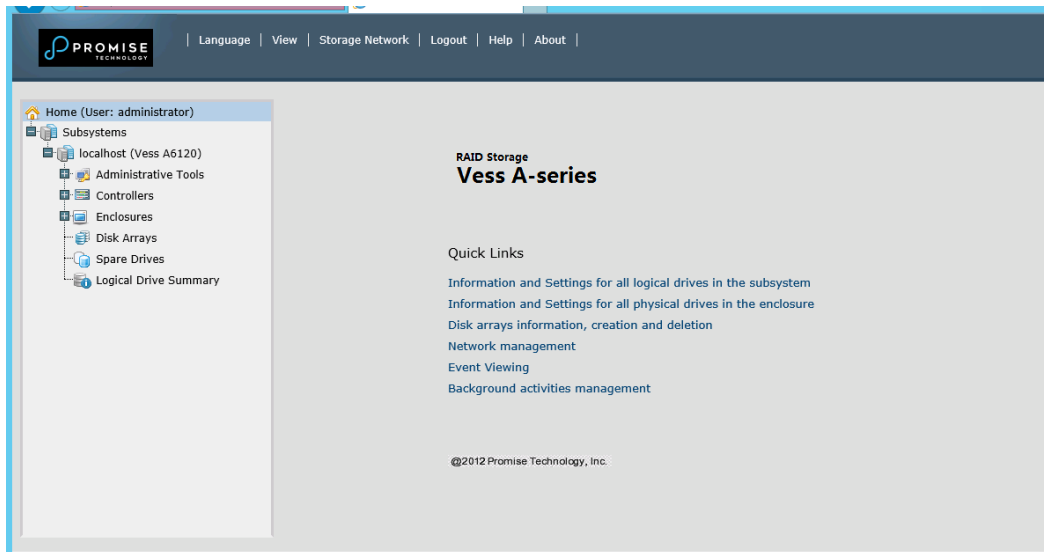 PROMISE
TECHNOLOGY
| Language | View | Storage Network | Logout | Help | About |
Home (User: administrator)
Subsystems
localhost (Vess A6120)
Administrative Tools
Controllers
Enclosures
Disk Arrays
Spare Drives
Logical Drive Summary
RAID Storage
Vess A-series
Quick Links
Information and Settings for all logical drives in the subsystem
Information and Settings for all physical drives in the enclosure
Disk arrays information, creation and deletion
Network management
Event Viewing
Background activities management
@2012 Promise Technology, Inc.